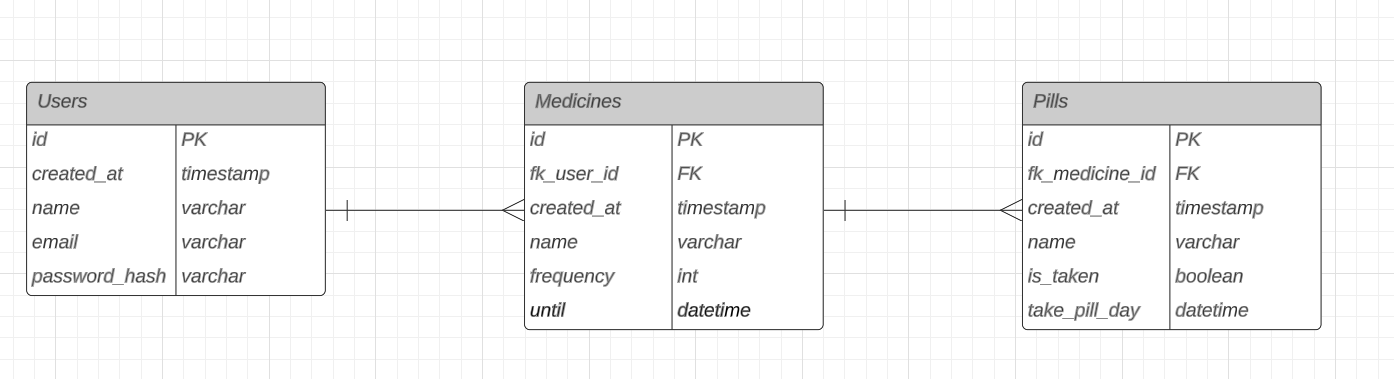 Users
id PK
created_at timestamp
name varchar
email varchar
password_hash varchar
Medicines
id PK
fk_user_id FK
created_at timestamp
name varchar
frequency int
until datetime
Pills
id PK
fk_medicine_id FK
created_at timestamp
name varchar
is_taken boolean
take_pill_day datetime